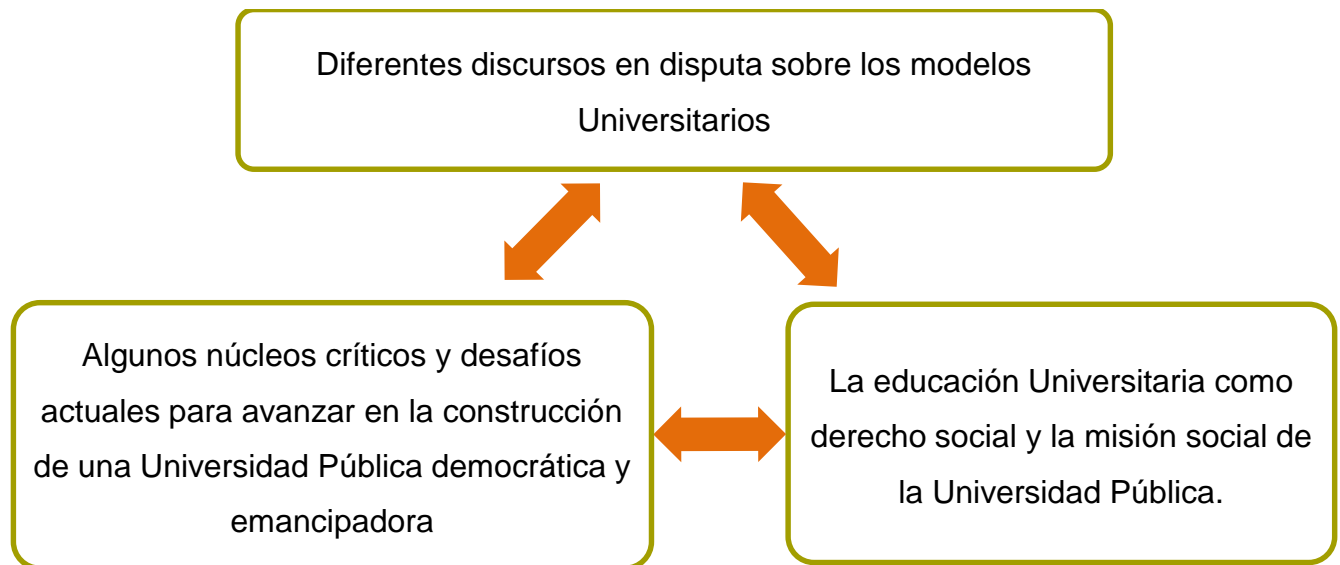 Diferentes discursos en disputa sobre los modelos
Universitarios
Algunos núcleos críticos y desafíos
actuales para avanzar en la construcción
de una Universidad Pública democrática y
emancipadora
La educación Universitaria como
derecho social y la misión social de
la Universidad Pública.